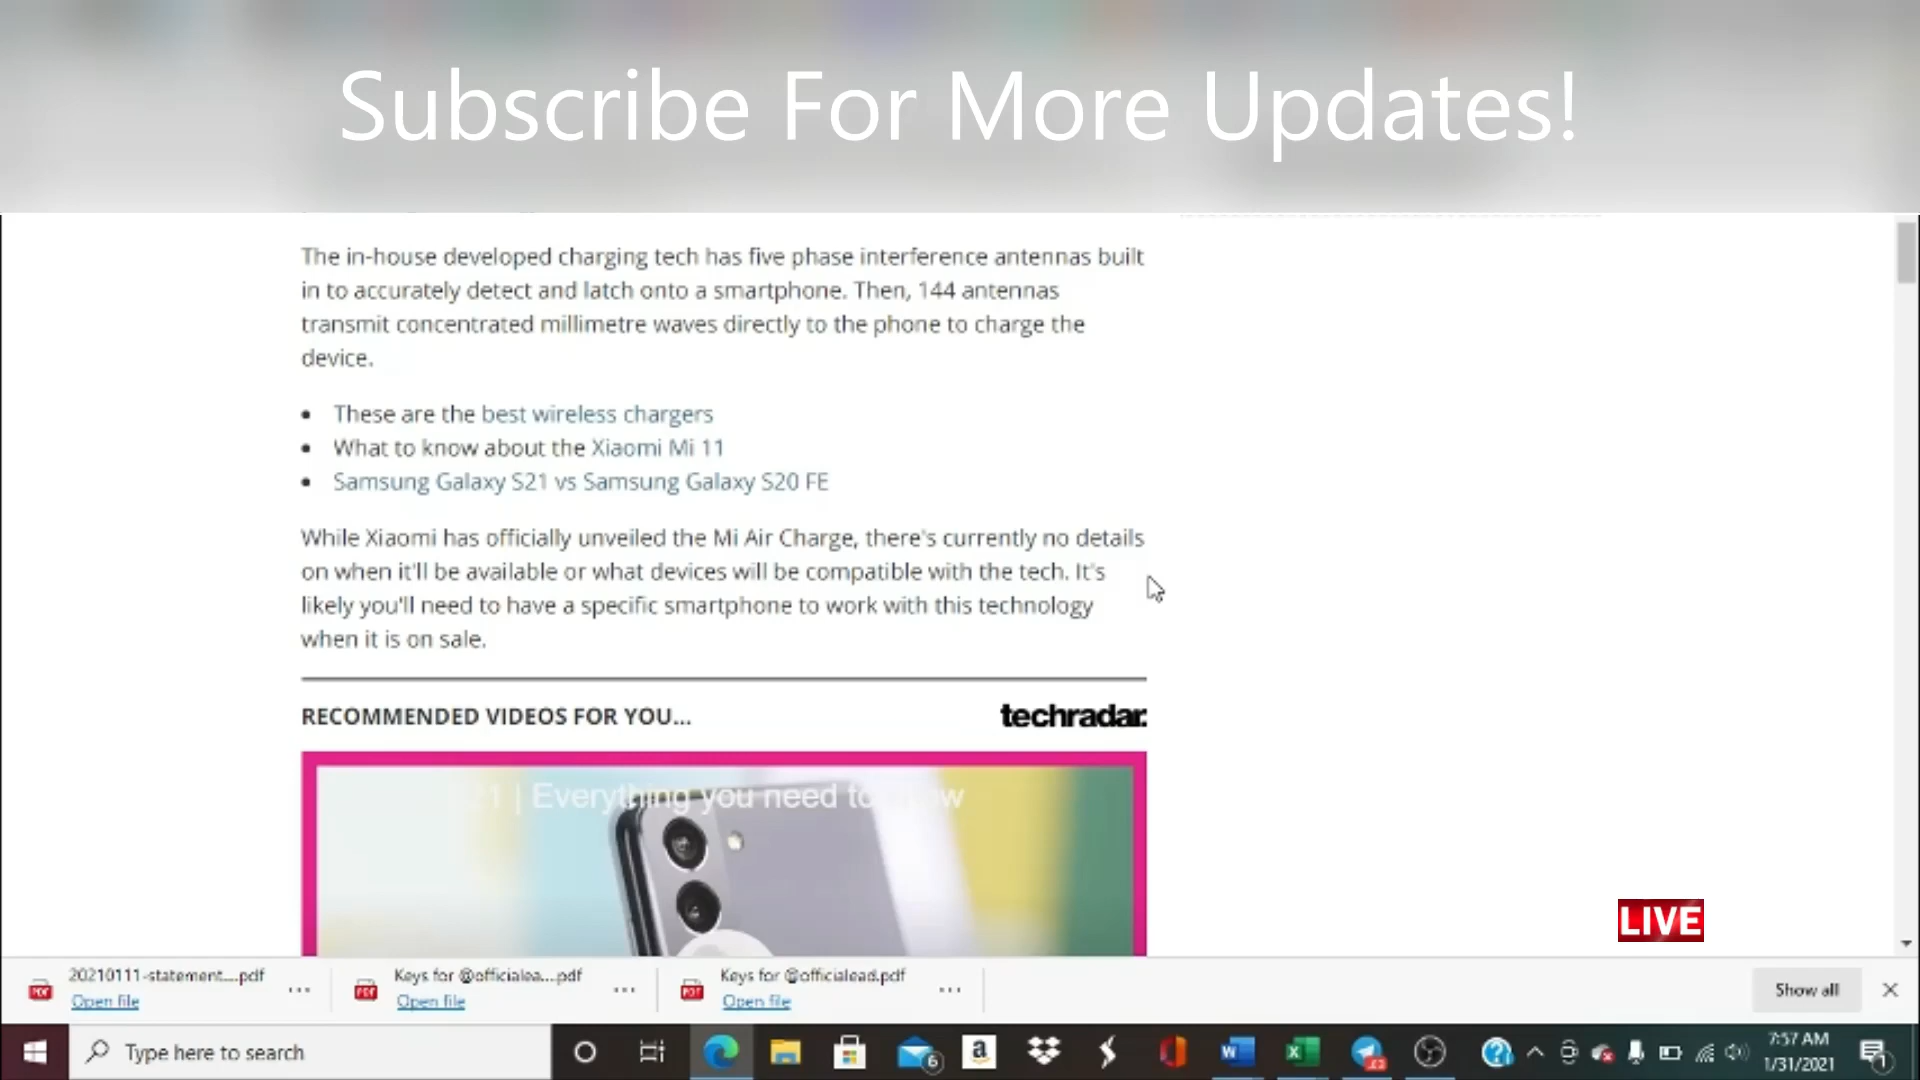 Subscribe For More Updates!
The in-house developed charging tech has five phase interference antennas built
in to accurately detect and latch onto a smartphone. Then, 144 antennas
transmit concentrated millimetre waves directly to the phone to charge the
device.
These are the best wireless chargers
What to know about the Xiaomi Mi 11
Samsung Galaxy S21 vs Samsung Galaxy S20 FE
While Xiaomi has officially unveiled the Mi Air Charge, there's currently no details
on when it'll be available or what devices will be compatible with the tech. It's
likely you'll need to have a specific smartphone to work with this technology
when it is on sale.
RECOMMENDED VIDEOS FOR YOU...
techradar.
21 | Everything you need to
LIVE
20210111-statement....pdf
Open file
Keys for @officialea....pdf
Open file
Keys for @officialead.pdf
Open file
Show all
Type here to search
6
7:57 AM
1/31/2021
1